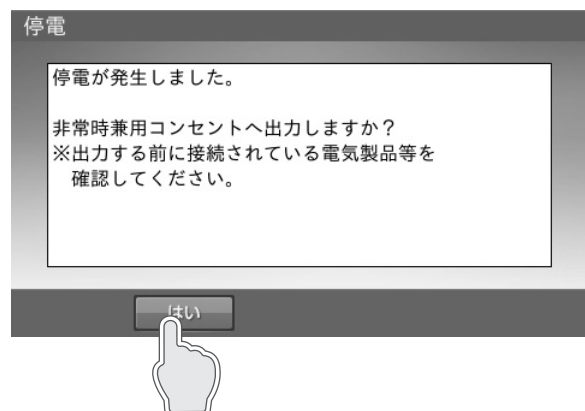 停電
停電が発生しました。
非常時兼用コンセントへ出力しますか？
※出力する前に接続されている電気製品等を
確認してください。
はい